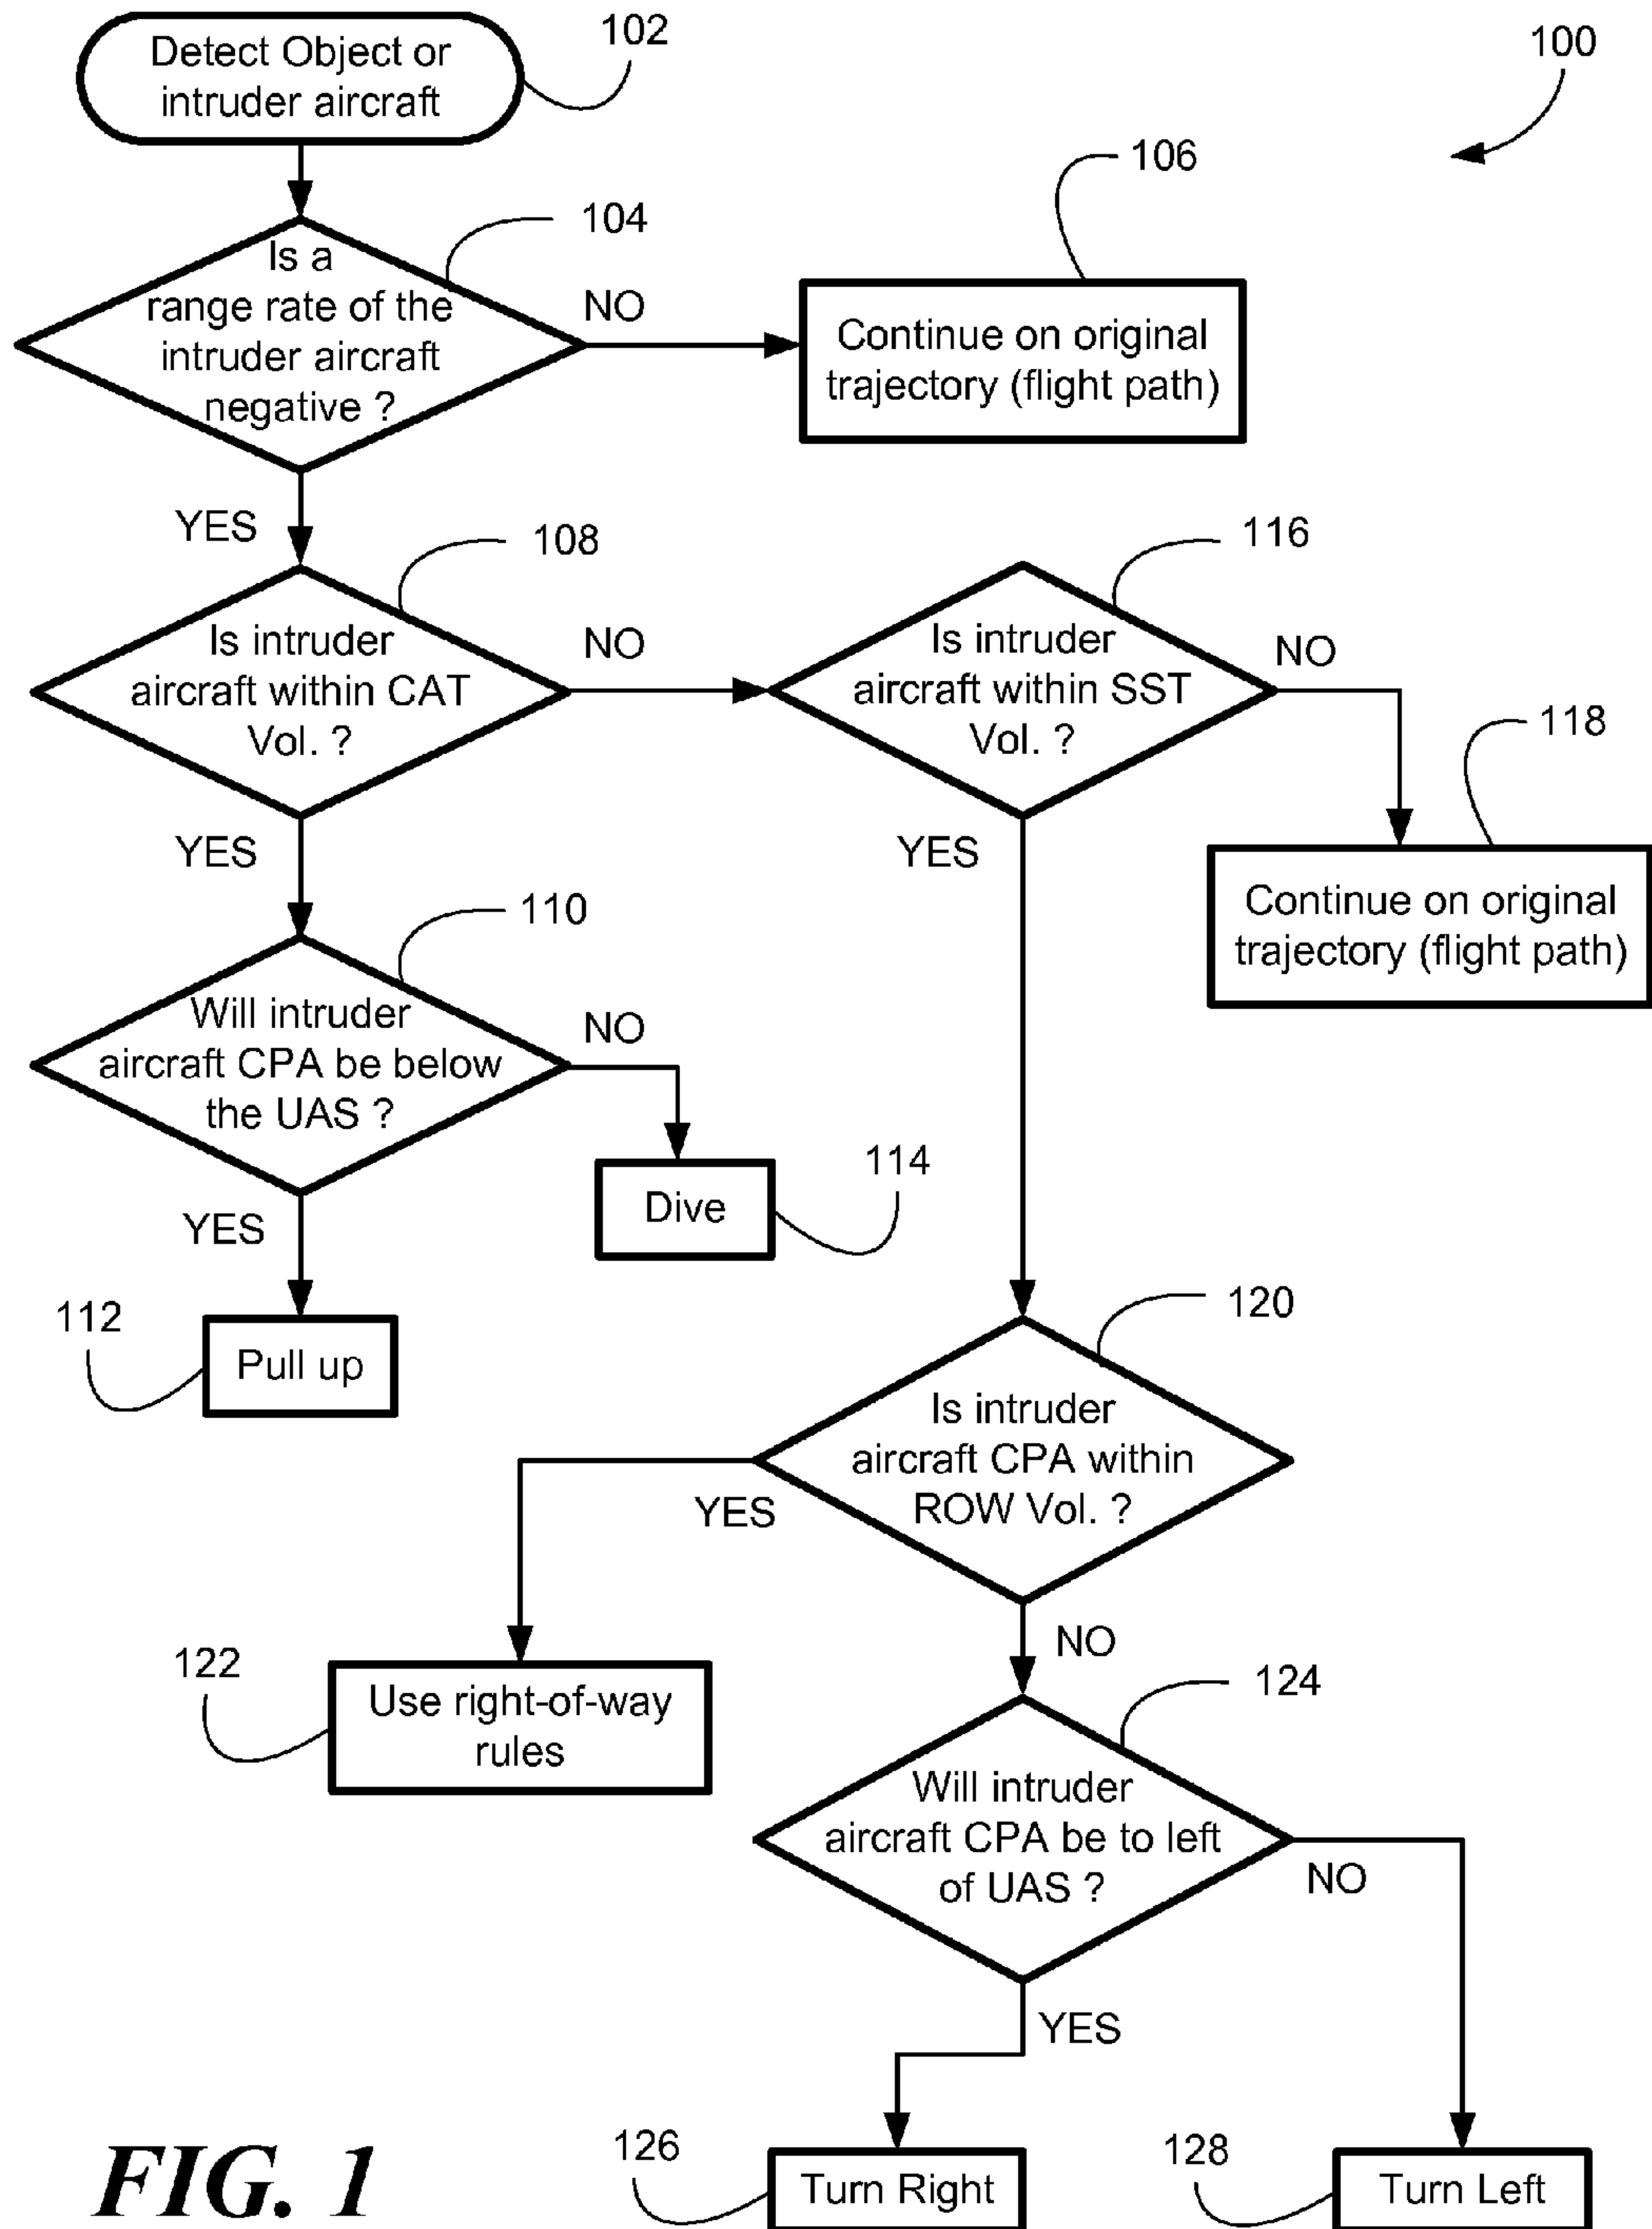 Detect Object or
intruder aircraft
102
100
Is a
range rate of the
intruder aircraft
negative ?
104
NO
106
Continue on original
trajectory (flight path)
YES
108
Is intruder
aircraft within CAT
Vol. ?
NO
116
Is intruder
aircraft within SST
Vol. ?
NO
118
Continue on original
trajectory (flight path)
YES
YES
110
Will intruder
aircraft CPA be below
the UAS ?
NO
114
Dive
YES
112
Pull up
120
Is intruder
aircraft CPA within
ROW Vol. ?
YES
122
Use right-of-way
rules
NO
124
Will intruder
aircraft CPA be to left
of UAS ?
NO
YES
126
Turn Right
128
Turn Left
FIG. 1